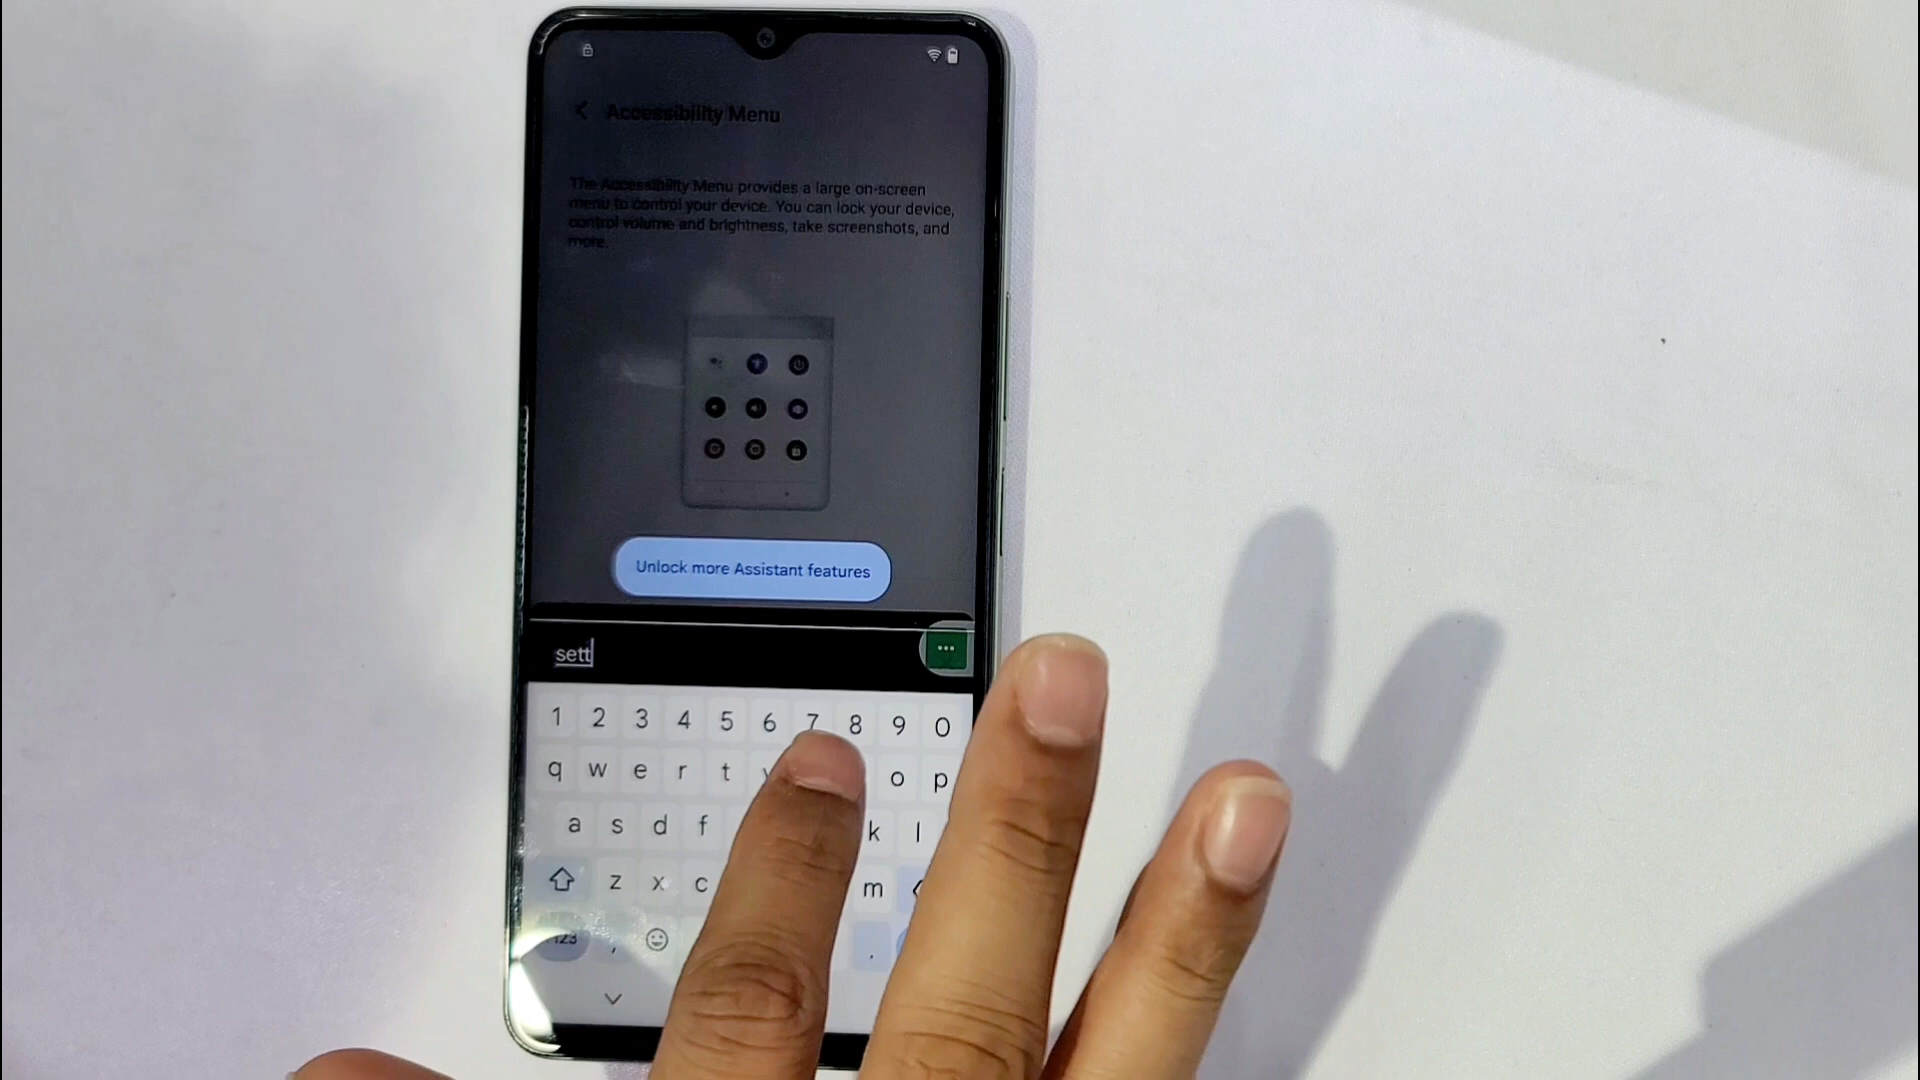 Accessibility Menu
The Accessibility Menu provides a large on-screen
menu to control your device. You can lock your device,
control volume and brightness, take screenshots, and
more.
Unlock more Assistant features
sett
1 2 3 4 5 6 7 8 9 0
q w e r t y o p
a s d f k l
z x c m
?123 , .